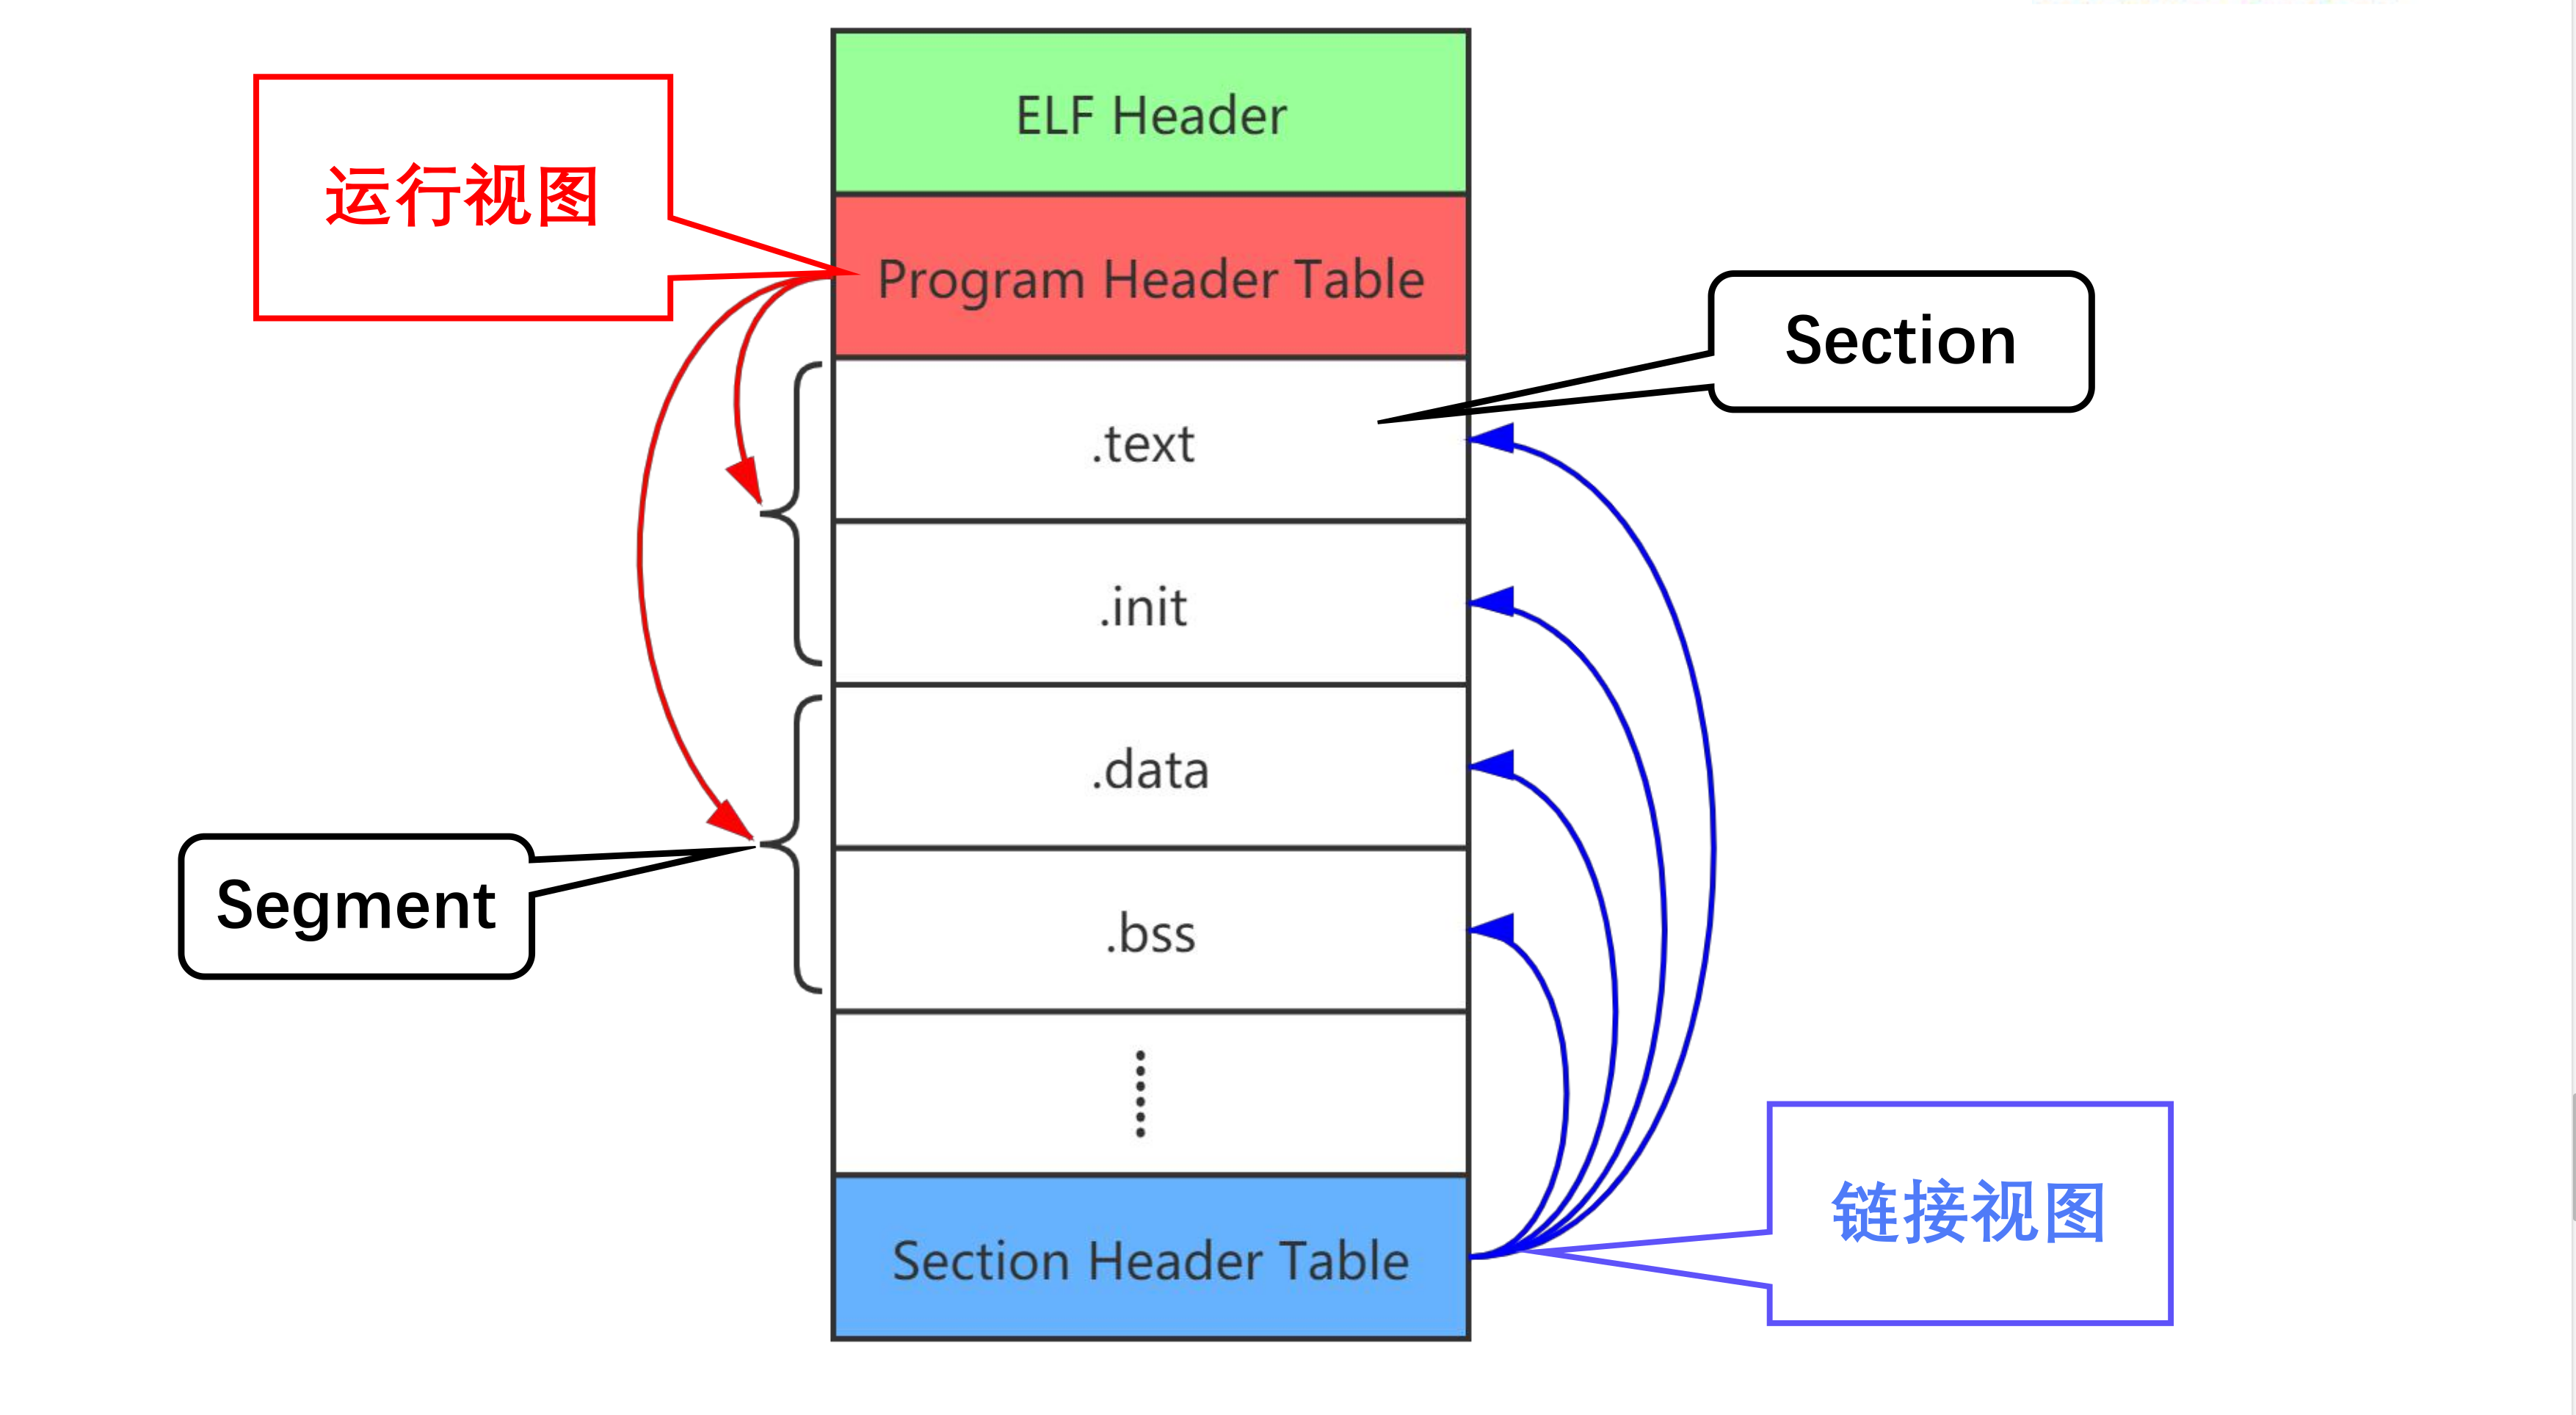 ELF Header
运行视图
Program Header Table
Section
.text
.init
.data
Segment
.bss
链接视图
Section Header Table